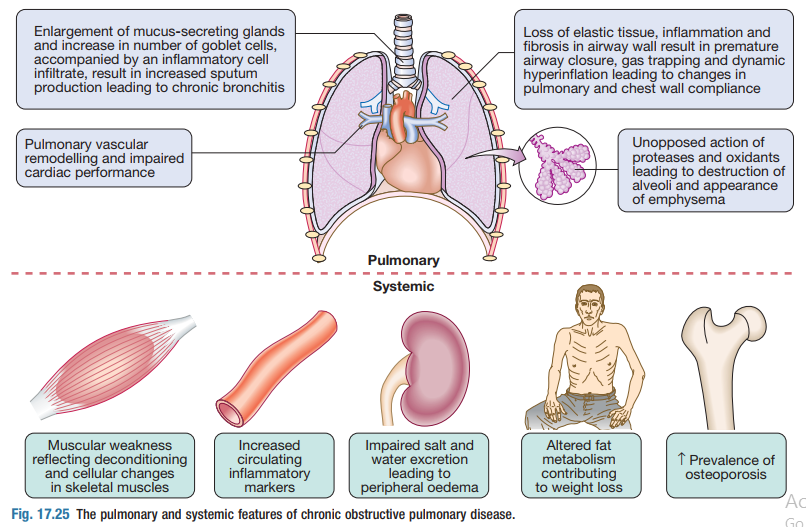 Enlargement of mucus-secreting glands
and increase in number of goblet cells,
accompanied by an inflammatory cell
infiltrate, result in increased sputum
production leading to chronic bronchitis
Loss of elastic tissue, inflammation and
fibrosis in airway wall result in premature
airway closure, gas trapping and dynamic
hyperinflation leading to changes in
pulmonary and chest wall compliance
Pulmonary vascular
remodelling and impaired
cardiac performance
Unopposed action of
proteases and oxidants
leading to destruction of
alveoli and appearance
of emphysema
Pulmonary
Systemic
Muscular weakness
reflecting deconditioning
and cellular changes
in skeletal muscles
Increased
circulating
inflammatory
markers
Impaired salt and
water excretion
leading to
peripheral oedema
Altered fat
metabolism
contributing
to weight loss
↑ Prevalence of
osteoporosis
Fig. 17.25 The pulmonary and systemic features of chronic obstructive pulmonary disease.
Ac
Go